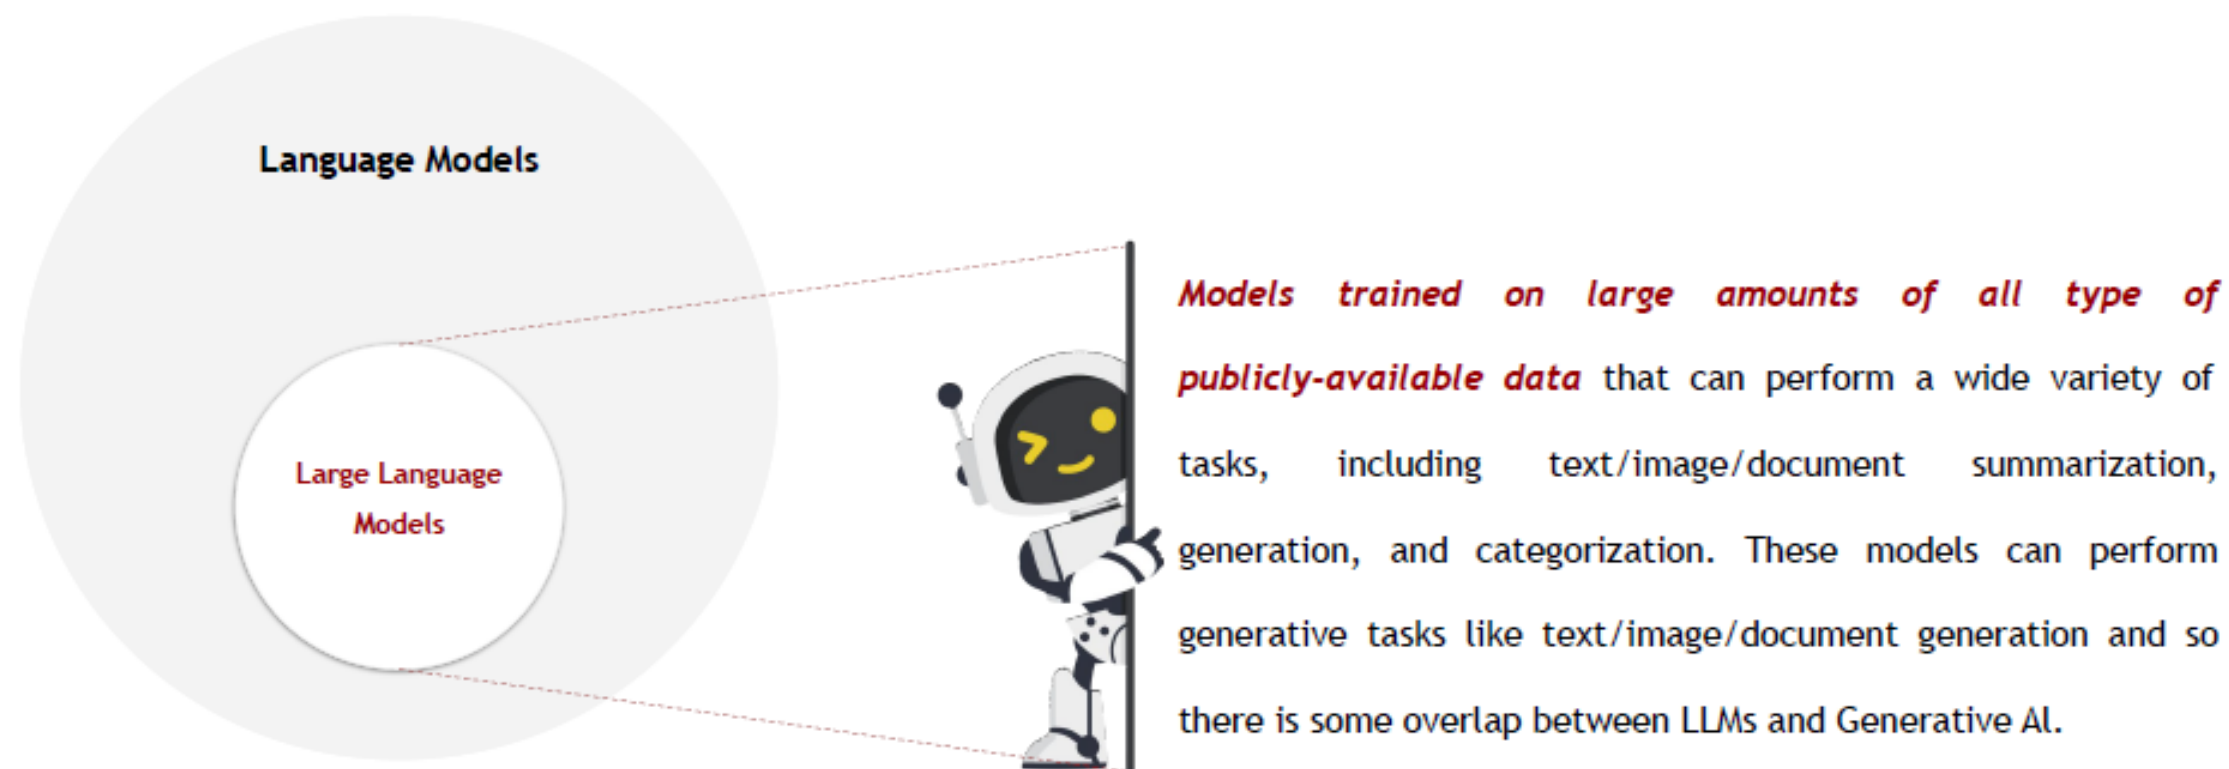 Language Models
Large Language
Models
Models trained on large amounts of all type of
publicly-available data that can perform a wide variety of
tasks, including text/image/document summarization,
generation, and categorization. These models can perform
generative tasks like text/image/document generation and so
there is some overlap between LLMs and Generative AI.